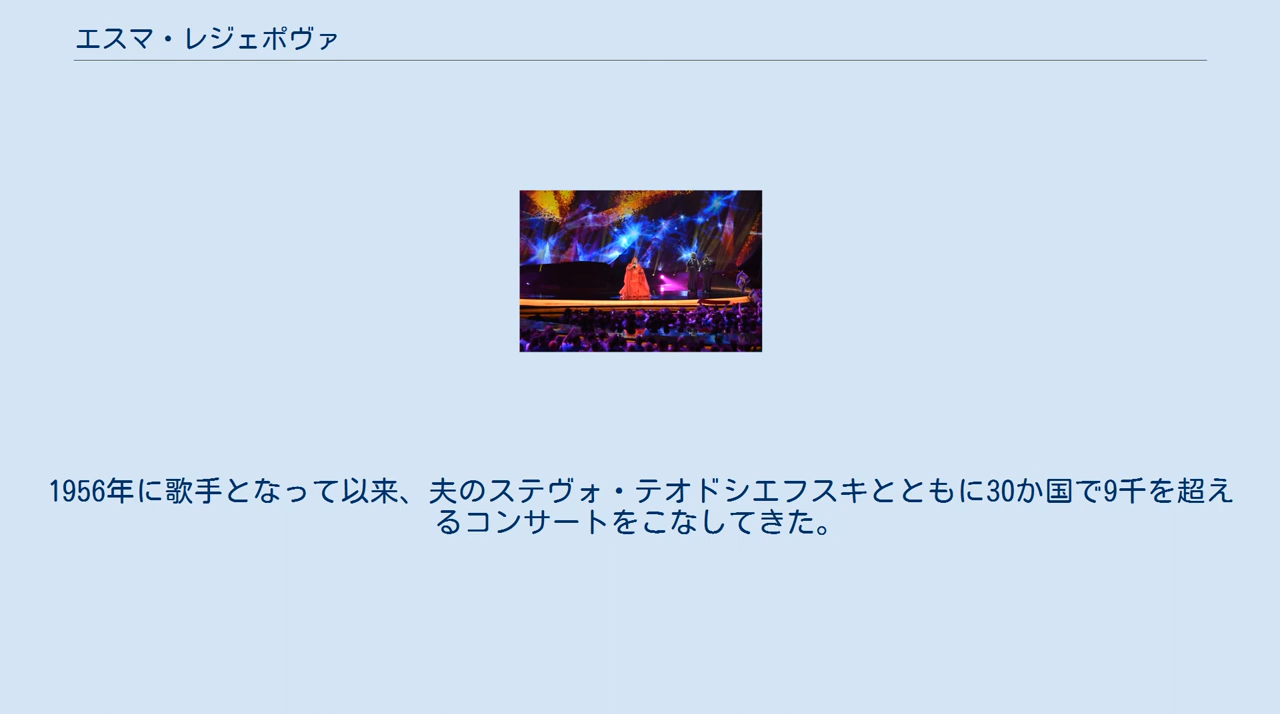 エスマ・レジェポヴァ
1956年に歌手となって以来、夫のステヴォ・テオドシエフスキとともに30か国で9千を超え
るコンサートをこなしてきた。